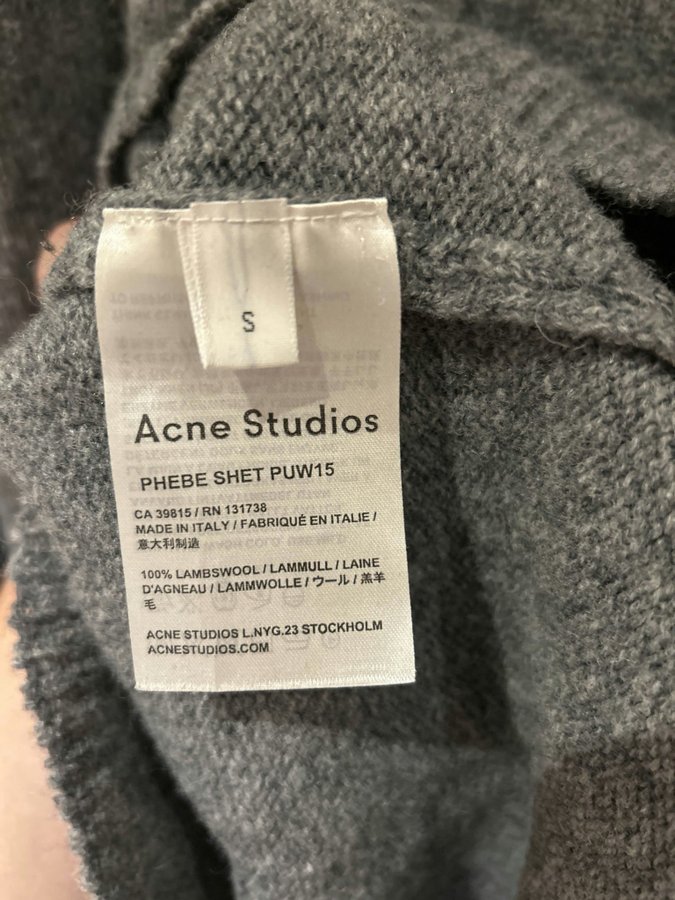 S
Acne Studios
PHEBE SHET PUW15
CA 39815 / RN 131738
MADE IN ITALY / FABRIQUÉ EN ITALIE /
意大利制造
100% LAMBSWOOL / LAMMULL / LAINE
D'AGNEAU / LAMMWOLLE / ウール / 羔羊
毛
ACNE STUDIOS L.NYG.23 STOCKHOLM
ACNESTUDIOS.COM